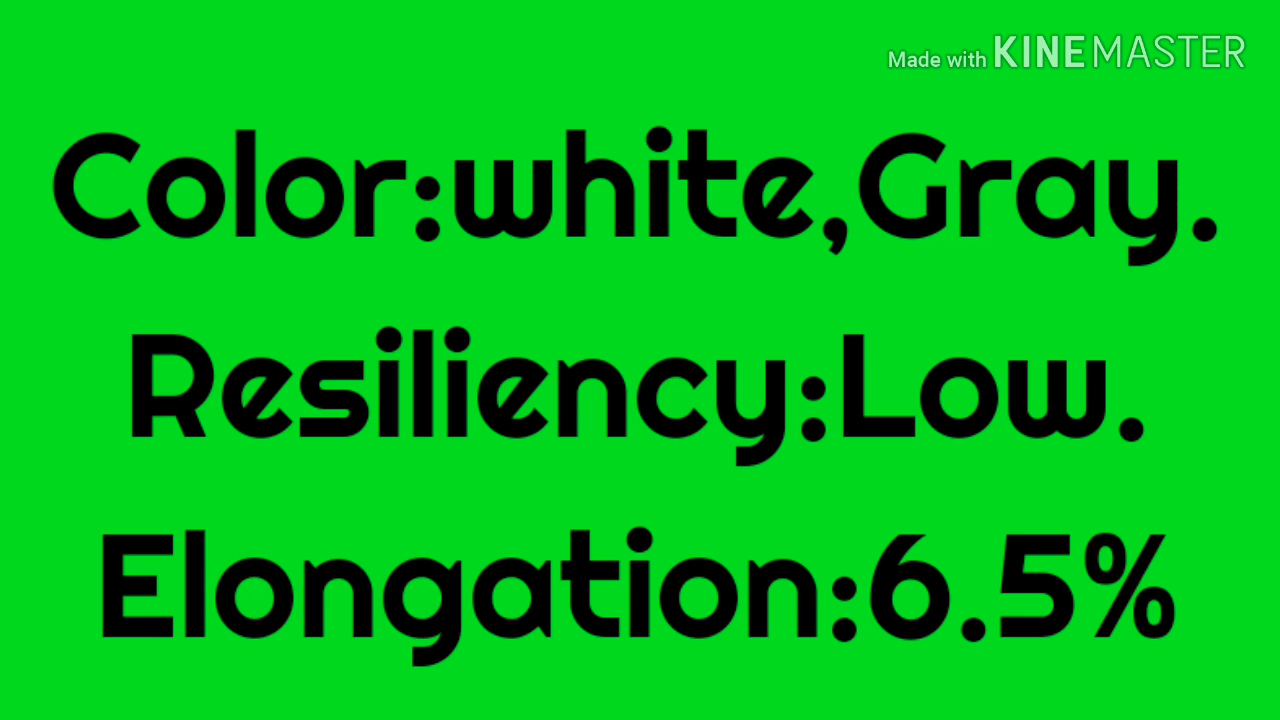 Made with KINEMASTER
Color:white,Gray.
Resiliency:Low.
Elongation:6.5%